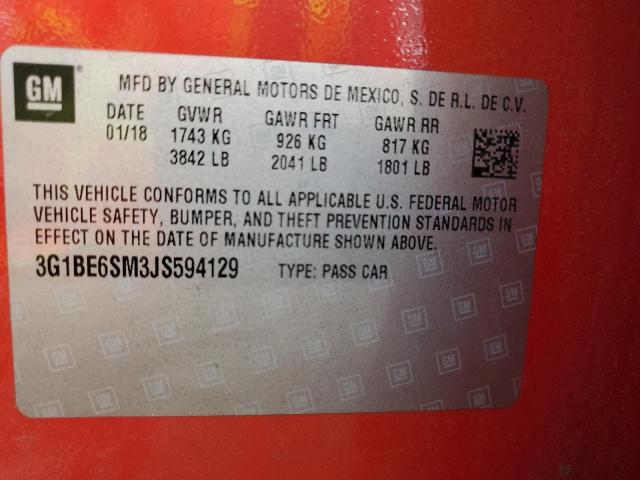 GM
MFD BY GENERAL MOTORS DE MEXICO, S. DE R.L. DE C.V.
DATE GVWR GAWR FRT GAWR RR
01/18 1743 KG 926 KG 817 KG
3842 LB 2041 LB 1801 LB
THIS VEHICLE CONFORMS TO ALL APPLICABLE U.S. FEDERAL MOTOR
VEHICLE SAFETY, BUMPER, AND THEFT PREVENTION STANDARDS IN
EFFECT ON THE DATE OF MANUFACTURE SHOWN ABOVE.
3G1BE6SM3JS594129 TYPE: PASS CAR